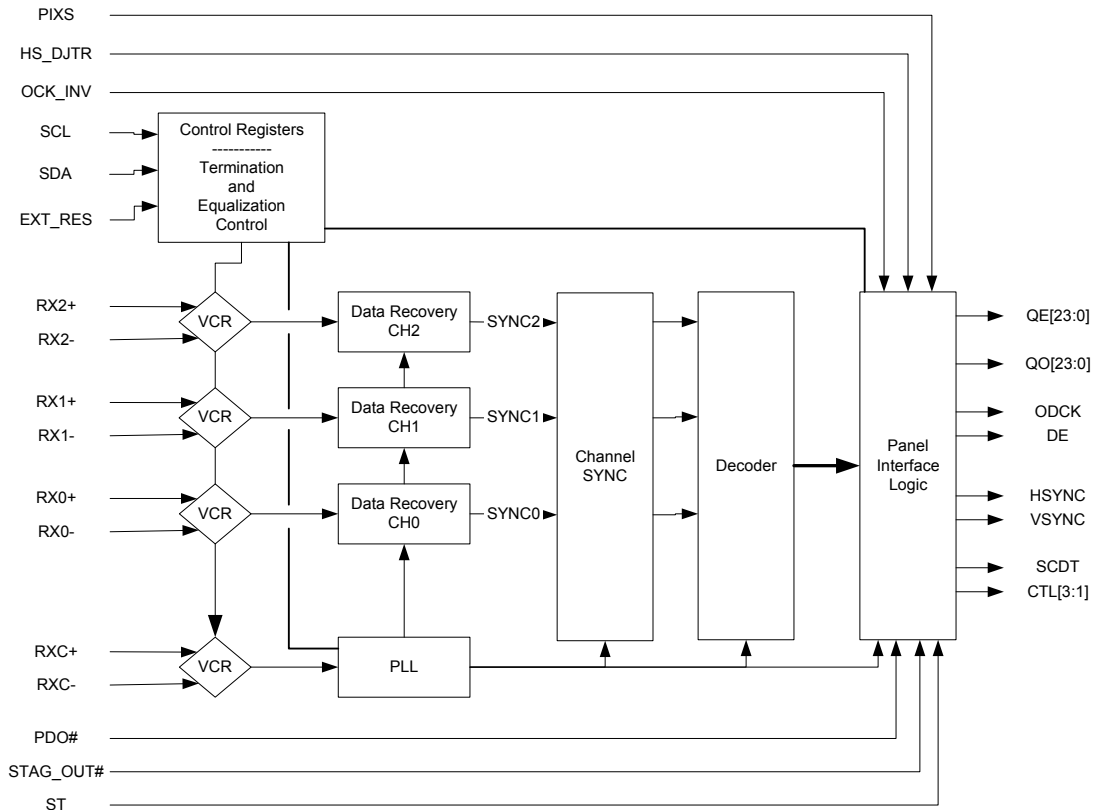 PIXS
HS_DJTR
OCK_INV
SCL
SDA
EXT_RES
Control Registers
-----------
Termination
and
Equalization
Control
RX2+
RX2-
VCR
Data Recovery
CH2
SYNC2
RX1+
RX1-
VCR
Data Recovery
CH1
SYNC1
RX0+
RX0-
VCR
Data Recovery
CH0
SYNC0
Channel
SYNC
Decoder
Panel
Interface
Logic
QE[23:0]
QO[23:0]
ODCK
DE
HSYNC
VSYNC
SCDT
CTL[3:1]
RXC+
RXC-
VCR
PLL
PDO#
STAG_OUT#
ST